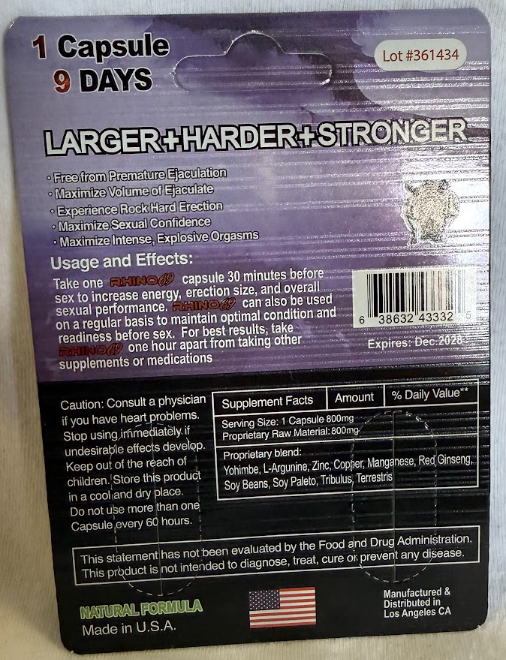 1 Capsule
9 DAYS
Lot #361434
LARGER+HARDER+STRONGER
· Free from Premature Ejaculation
· Maximize Volume of Ejaculate
· Experience Rock Hard Erection
· Maximize Sexual Confidence
· Maximize Intense, Explosive Orgasms
Usage and Effects:
Take one RHINO 69 capsule 30 minutes before
sex to increase energy, erection size, and overall
sexual performance. RHINO 69 can also be used
on a regular basis to maintain optimal condition and
readiness before sex. For best results, take
RHINO 69 one hour apart from taking other
supplements or medications
6 38632 43332 5
Expires: Dec.2028
Caution: Consult a physician
if you have heart problems.
Stop using immediately if
undesirable effects develop.
Keep out of the reach of
children. Store this product
in a cool and dry place.
Do not use more than one
Capsule every 60 hours.
Supplement Facts Amount % Daily Value**
Serving Size: 1 Capsule 800mg
Proprietary Raw Material: 800mg
Proprietary blend:
Yohimbe, L-Argunine, Zinc, Copper, Manganese, Red Ginseng,
Soy Beans, Soy Paleto, Tribulus, Terrestris
This statement has not been evaluated by the Food and Drug Administration.
This product is not intended to diagnose, treat, cure or prevent any disease.
NATURAL FORMULA
Made in U.S.A.
Manufactured &
Distributed in
Los Angeles CA